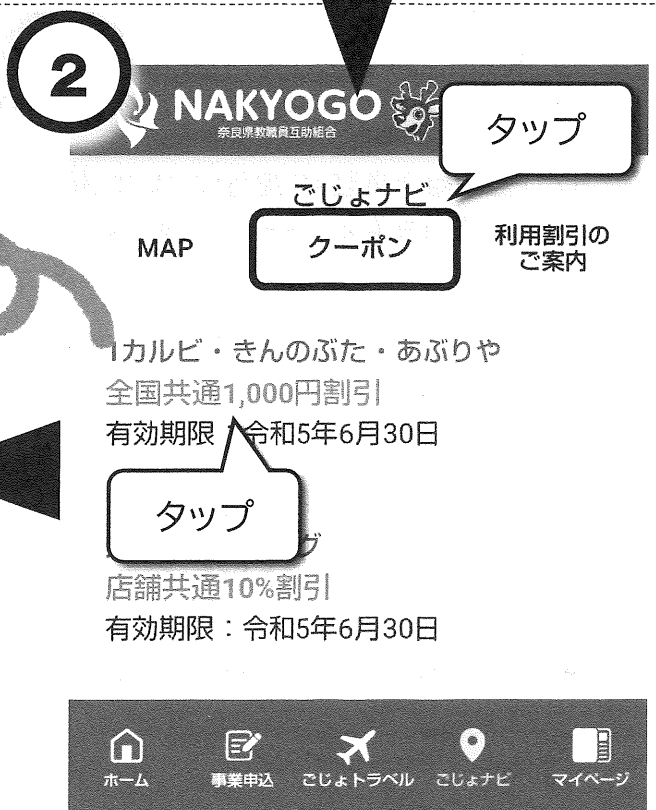 2
NAKYOGO
奈良県教職員互助組合
タップ
ごじょナビ
MAP
クーポン
利用割引の
ご案内
1カルビ・きんのぶた・あぶりや
全国共通1,000円割引
有効期限：令和5年6月30日
タップ
グ
店舗共通10%割引
有効期限：令和5年6月30日
ホーム
事業申込
ごじょトラベル
ごじょナビ
マイページ